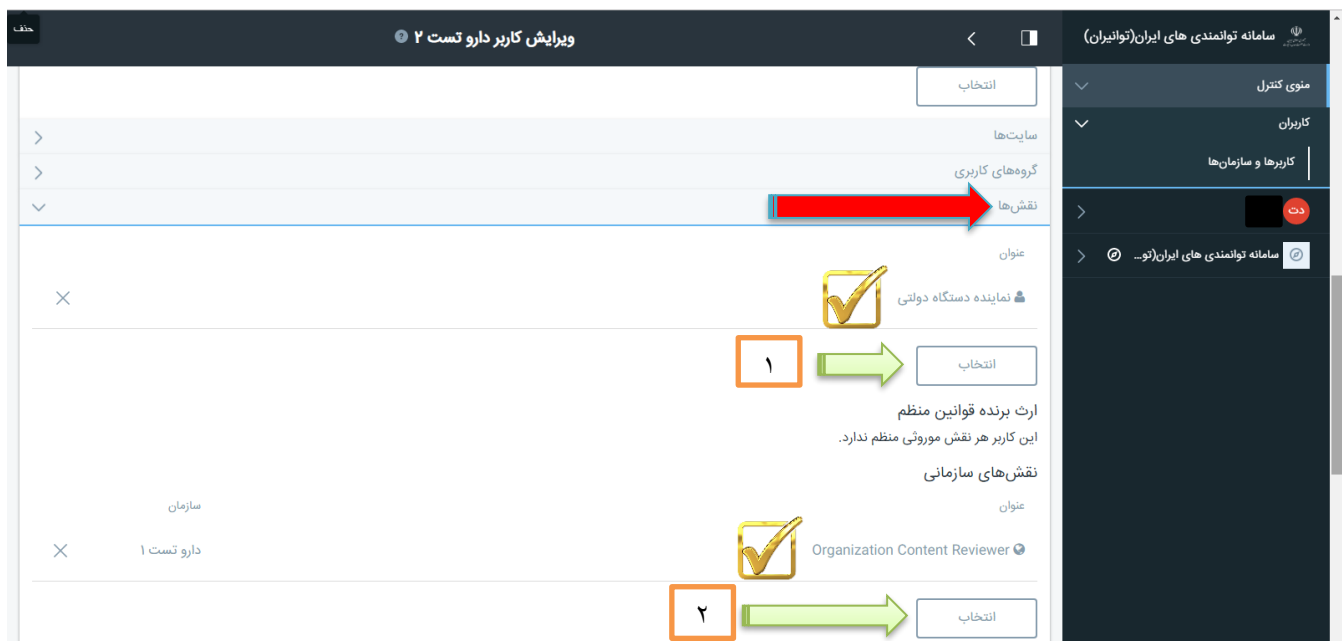 سامانه توانمندی های ایران(توانیران)
منوی کنترل
کاربران
کاربرها و سازمان‌ها
دت
سامانه توانمندی های ایران(تو...
حذف
ویرایش کاربر دارو تست ۲
انتخاب
سایت‌ها
گروه‌های کاربری
نقش‌ها
عنوان
نماینده دستگاه دولتی
انتخاب
۱
ارث برنده قوانین منظم
این کاربر هر نقش موروثی منظم ندارد.
نقش‌های سازمانی
عنوان سازمان
Organization Content Reviewer دارو تست ۱
انتخاب
۲